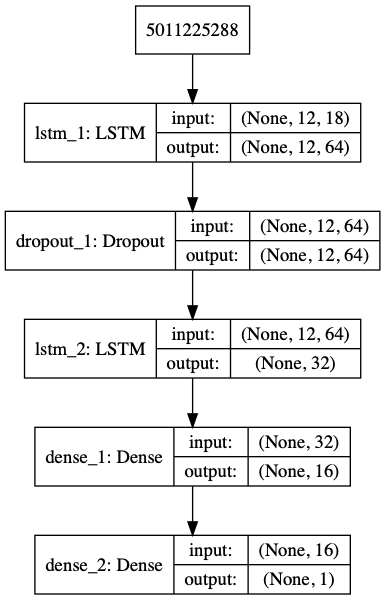 5011225288
lstm_1: LSTM
input: (None, 12, 18)
output: (None, 12, 64)
dropout_1: Dropout
input: (None, 12, 64)
output: (None, 12, 64)
lstm_2: LSTM
input: (None, 12, 64)
output: (None, 32)
dense_1: Dense
input: (None, 32)
output: (None, 16)
dense_2: Dense
input: (None, 16)
output: (None, 1)